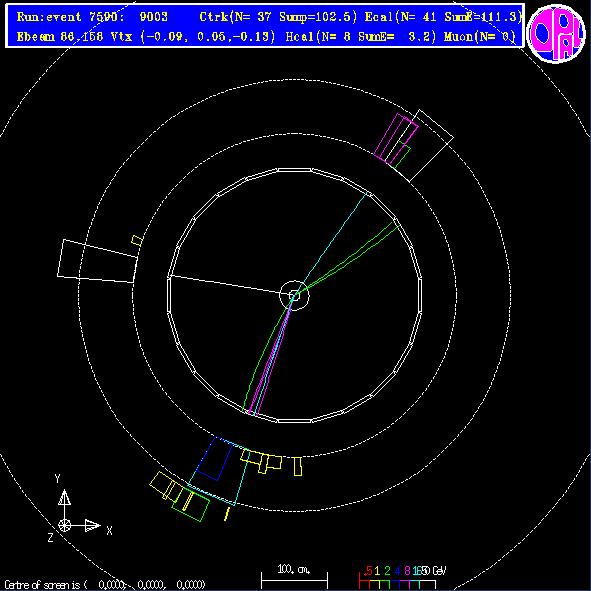 Run:event 7590: 9003 Ctrk(N= 37 Sump=102.5) Ecal(N= 41 SumE=111.3)
Ebeam 86.158 Vtx (-0.09, 0.05,-0.13) Hcal(N= 8 SumE= 3.2) Muon(N= 0)
OPAL
Y
X
Z
100. cm.
.5 1 2 4 8 GeV
Centre of screen is ( 0.0000, 0.0000, 0.0000)